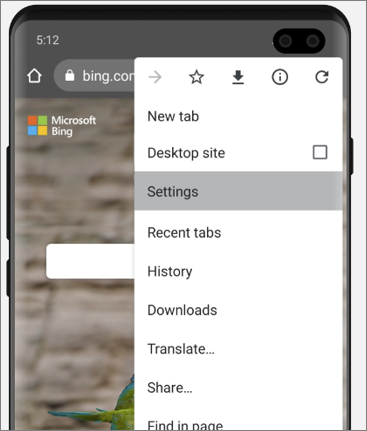 5:12
bing.com
Microsoft
Bing
New tab
Desktop site
Settings
Recent tabs
History
Downloads
Translate...
Share...
Find in page